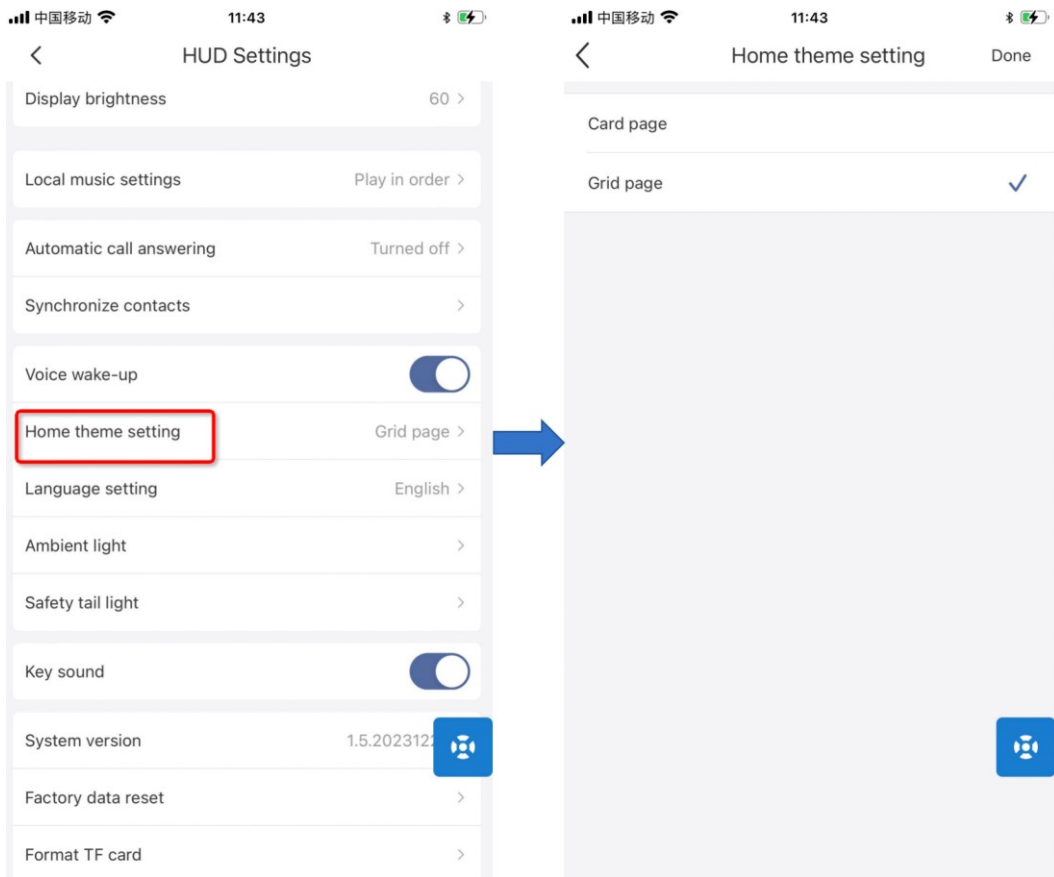 中国移动
11:43
HUD Settings
Display brightness
60
Local music settings
Play in order
Automatic call answering
Turned off
Synchronize contacts
Voice wake-up
Home theme setting
Grid page
Language setting
English
Ambient light
Safety tail light
Key sound
System version
1.5.2023122
Factory data reset
Format TF card
中国移动
11:43
Home theme setting
Done
Card page
Grid page